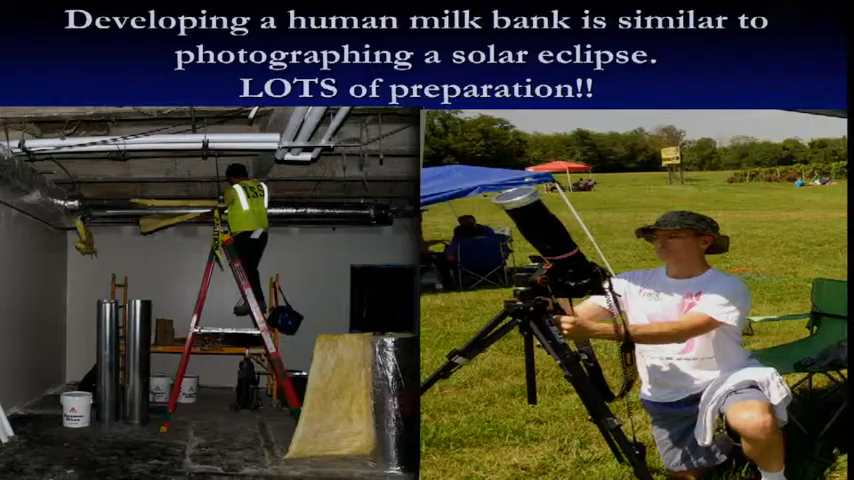 Developing a human milk bank is similar to
photographing a solar eclipse.
LOTS of preparation!!